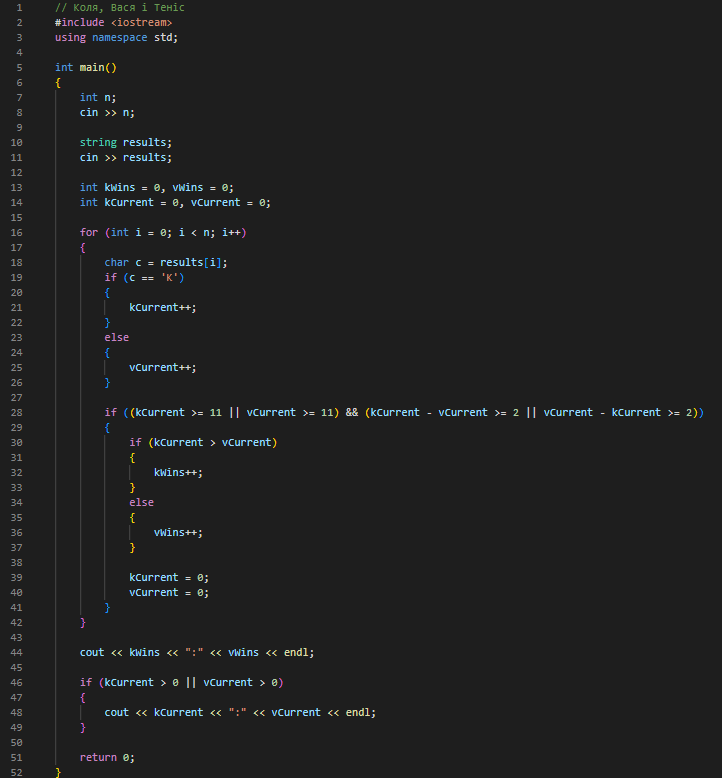 1 // Коля, Вася і Теніс
2 #include <iostream>
3 using namespace std;
4
5 int main()
6 {
7 int n;
8 cin >> n;
9
10 string results;
11 cin >> results;
12
13 int kWins = 0, vWins = 0;
14 int kCurrent = 0, vCurrent = 0;
15
16 for (int i = 0; i < n; i++)
17 {
18 char c = results[i];
19 if (c == 'K')
20 {
21 kCurrent++;
22 }
23 else
24 {
25 vCurrent++;
26 }
27
28 if ((kCurrent >= 11 || vCurrent >= 11) && (kCurrent - vCurrent >= 2 || vCurrent - kCurrent >= 2))
29 {
30 if (kCurrent > vCurrent)
31 {
32 kWins++;
33 }
34 else
35 {
36 vWins++;
37 }
38
39 kCurrent = 0;
40 vCurrent = 0;
41 }
42 }
43
44 cout << kWins << ":" << vWins << endl;
45
46 if (kCurrent > 0 || vCurrent > 0)
47 {
48 cout << kCurrent << ":" << vCurrent << endl;
49 }
50
51 return 0;
52 }